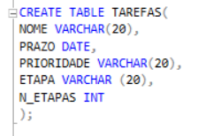 CREATE TABLE TAREFAS(
NOME VARCHAR(20),
PRAZO DATE,
PRIORIDADE VARCHAR(20),
ETAPA VARCHAR (20),
N_ETAPAS INT
);